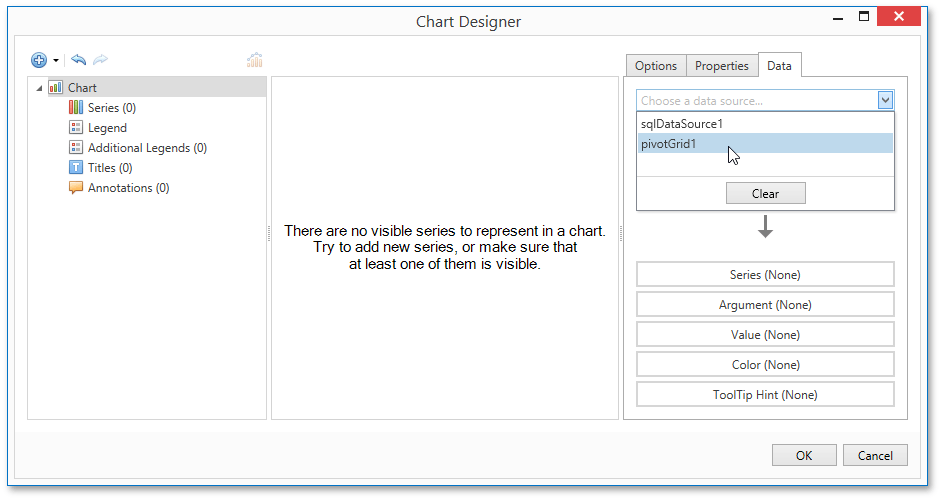 Chart Designer
Options
Properties
Data
Chart
Series (0)
Legend
Additional Legends (0)
Titles (0)
Annotations (0)
There are no visible series to represent in a chart.
Try to add new series, or make sure that
at least one of them is visible.
Choose a data source...
sqlDataSource1
pivotGrid1
Clear
Series (None)
Argument (None)
Value (None)
Color (None)
ToolTip Hint (None)
OK
Cancel